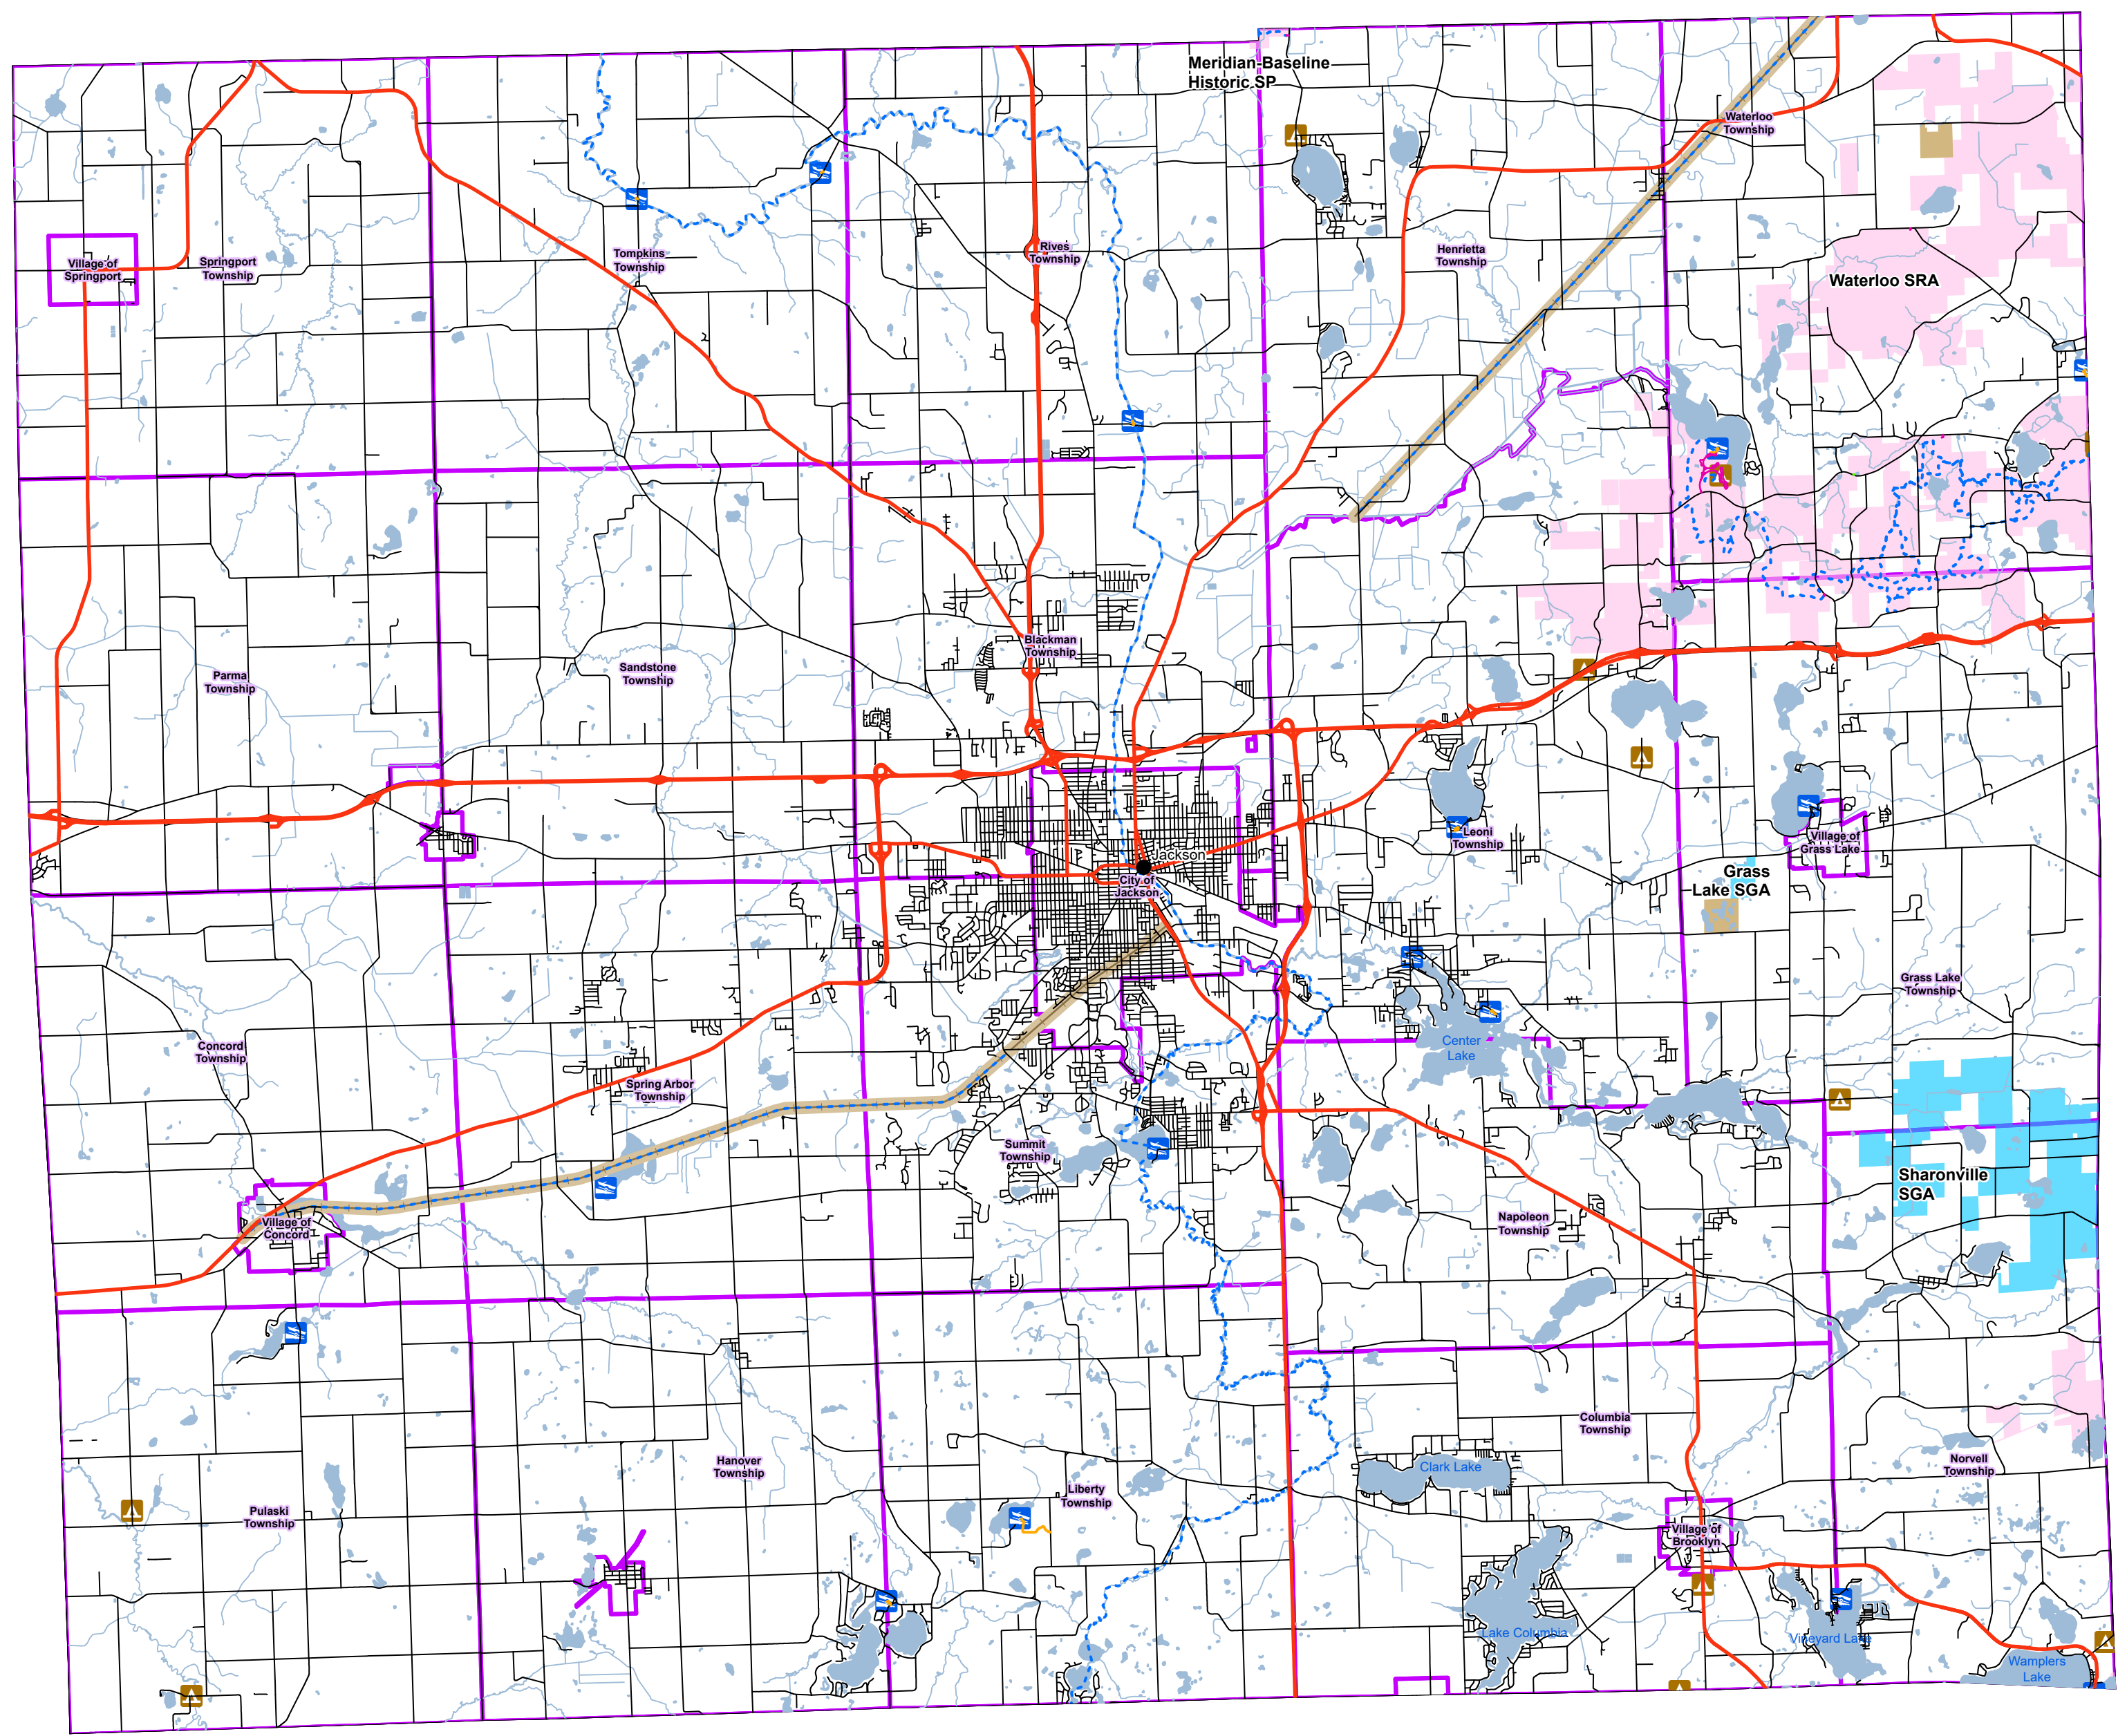 Meridian-Baseline
Historic SP
Waterloo
Township
Village of
Springport
Springport
Township
Tompkins
Township
Rives
Township
Henrietta
Township
Waterloo SRA
Parma
Township
Sandstone
Township
Blackman
Township
Leoni
Township
Village of
Grass Lake
Jackson
City of
Jackson
Grass
Lake SGA
Grass Lake
Township
Concord
Township
Spring Arbor
Township
Center
Lake
Summit
Township
Sharonville
SGA
Village of
Concord
Napoleon
Township
Columbia
Township
Clark Lake
Hanover
Township
Liberty
Township
Norvell
Township
Pulaski
Township
Village of
Brooklyn
Lake Columbia
Vineyard Lake
Wamplers
Lake